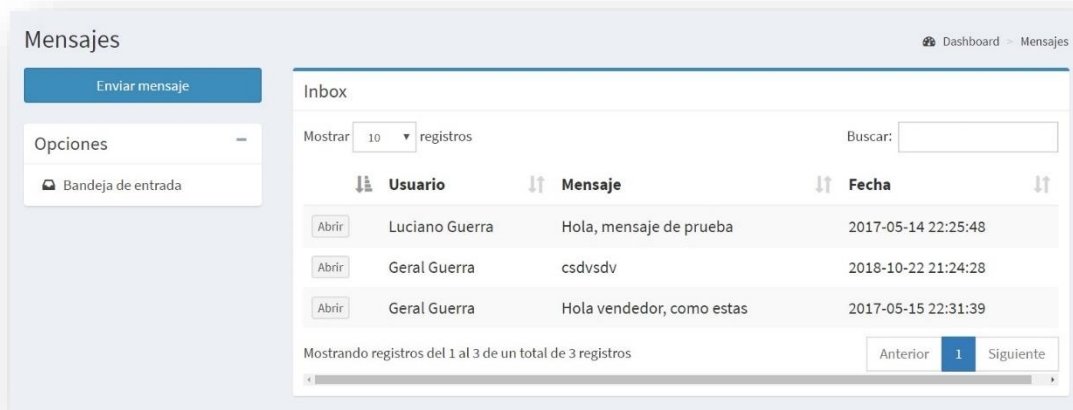 Mensajes
Dashboard > Mensajes
Enviar mensaje
Opciones
Bandeja de entrada
Inbox
Mostrar 10 registros Buscar:
Usuario Mensaje Fecha
Abrir Luciano Guerra Hola, mensaje de prueba 2017-05-14 22:25:48
Abrir Geral Guerra csdvsdv 2018-10-22 21:24:28
Abrir Geral Guerra Hola vendedor, como estas 2017-05-15 22:31:39
Mostrando registros del 1 al 3 de un total de 3 registros Anterior 1 Siguiente